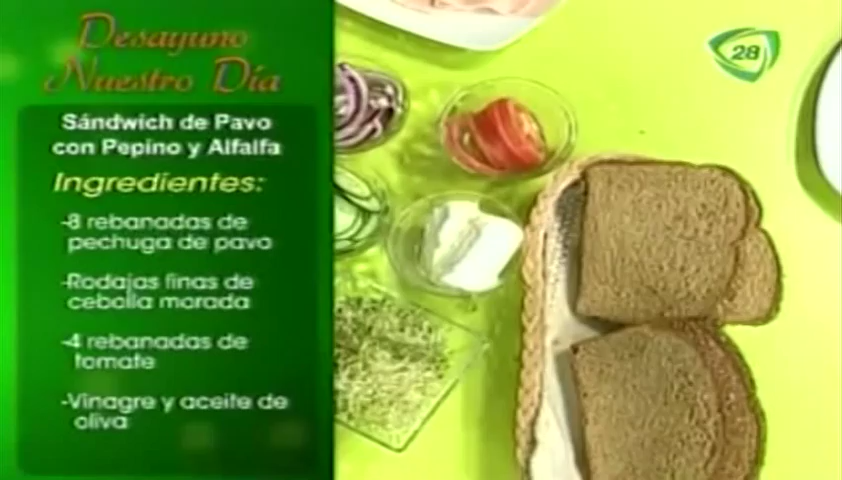 Desayuno
Nuestro Día
28
Sándwich de Pavo
con Pepino y Alfalfa
Ingredientes:
-8 rebanadas de
pechuga de pavo
-Rodajas finas de
cebolla morada
-4 rebanadas de
tomate
-Vinagre y aceite de
oliva